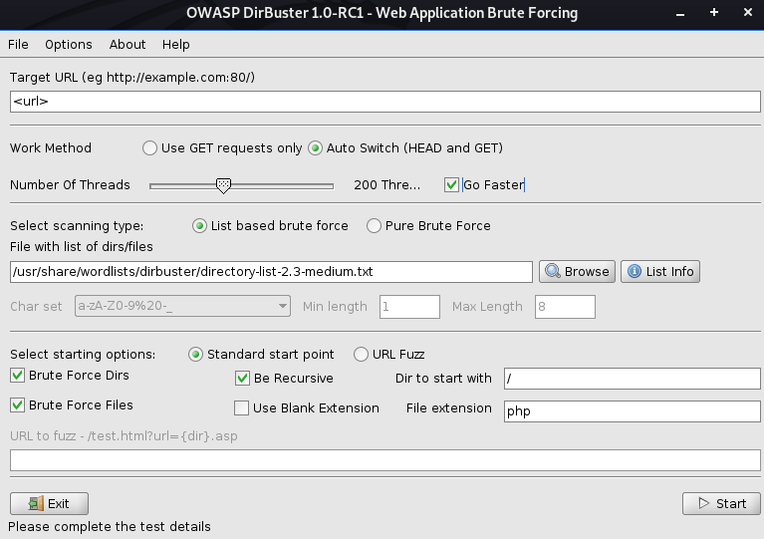 OWASP DirBuster 1.0-RC1 - Web Application Brute Forcing
File Options About Help
Target URL (eg http://example.com:80/)
<url>
Work Method Use GET requests only Auto Switch (HEAD and GET)
Number Of Threads 200 Thre... Go Faster
Select scanning type: List based brute force Pure Brute Force
File with list of dirs/files
/usr/share/wordlists/dirbuster/directory-list-2.3-medium.txt Browse List Info
Char set a-zA-Z0-9%20-_ Min length 1 Max Length 8
Select starting options: Standard start point URL Fuzz
Brute Force Dirs Be Recursive Dir to start with /
Brute Force Files Use Blank Extension File extension php
URL to fuzz - /test.html?url={dir}.asp
Exit Start
Please complete the test details